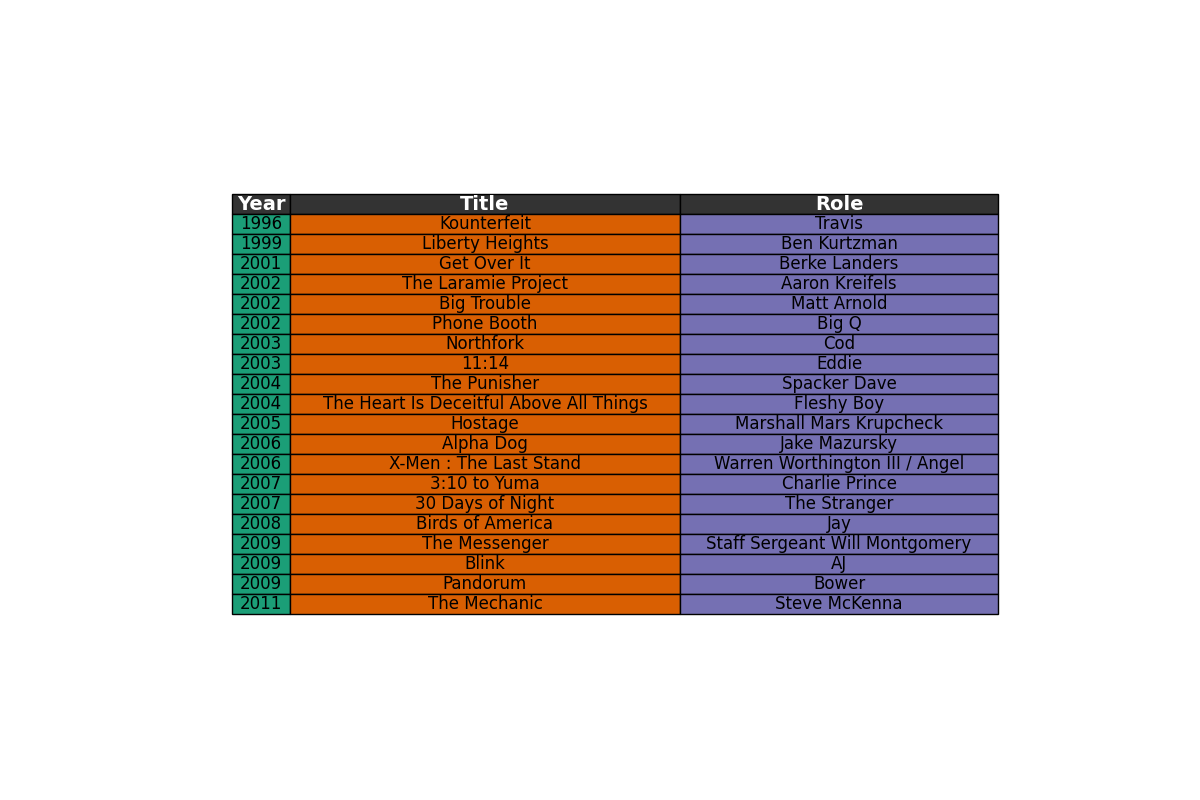 Year Title Role
1996 Kounterfeit Travis
1999 Liberty Heights Ben Kurtzman
2001 Get Over It Berke Landers
2002 The Laramie Project Aaron Kreifels
2002 Big Trouble Matt Arnold
2002 Phone Booth Big Q
2003 Northfork Cod
2003 11:14 Eddie
2004 The Punisher Spacker Dave
2004 The Heart Is Deceitful Above All Things Fleshy Boy
2005 Hostage Marshall Mars Krupcheck
2006 Alpha Dog Jake Mazursky
2006 X-Men : The Last Stand Warren Worthington III / Angel
2007 3:10 to Yuma Charlie Prince
2007 30 Days of Night The Stranger
2008 Birds of America Jay
2009 The Messenger Staff Sergeant Will Montgomery
2009 Blink AJ
2009 Pandorum Bower
2011 The Mechanic Steve McKenna